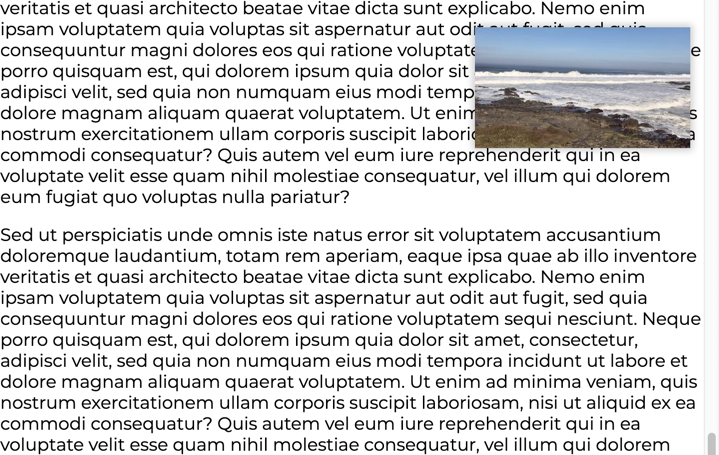 veritatis et quasi architecto beatae vitae dicta sunt explicabo. Nemo enim
ipsam voluptatem quia voluptas sit aspernatur aut odit aut fugit, sed quia
consequuntur magni dolores eos qui ratione voluptate
porro quisquam est, qui dolorem ipsum quia dolor sit
adipisci velit, sed quia non numquam eius modi temp
dolore magnam aliquam quaerat voluptatem. Ut enim
nostrum exercitationem ullam corporis suscipit laborio
commodi consequatur? Quis autem vel eum iure reprehenderit qui in ea
voluptate velit esse quam nihil molestiae consequatur, vel illum qui dolorem
eum fugiat quo voluptas nulla pariatur?
Sed ut perspiciatis unde omnis iste natus error sit voluptatem accusantium
doloremque laudantium, totam rem aperiam, eaque ipsa quae ab illo inventore
veritatis et quasi architecto beatae vitae dicta sunt explicabo. Nemo enim
ipsam voluptatem quia voluptas sit aspernatur aut odit aut fugit, sed quia
consequuntur magni dolores eos qui ratione voluptatem sequi nesciunt. Neque
porro quisquam est, qui dolorem ipsum quia dolor sit amet, consectetur,
adipisci velit, sed quia non numquam eius modi tempora incidunt ut labore et
dolore magnam aliquam quaerat voluptatem. Ut enim ad minima veniam, quis
nostrum exercitationem ullam corporis suscipit laboriosam, nisi ut aliquid ex ea
commodi consequatur? Quis autem vel eum iure reprehenderit qui in ea
voluptate velit esse quam nihil molestiae consequatur, vel illum qui dolorem